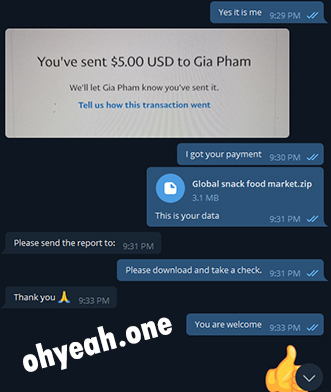 Yes it is me
9:29 PM
You've sent $5.00 USD to Gia Pham
We'll let Gia Pham know you've sent it.
Tell us how this transaction went
I got your payment
9:30 PM
Global snack food market.zip
3.1 MB
This is your data
9:31 PM
Please send the report to:
9:31 PM
Please download and take a check.
9:31 PM
Thank you 🙏
9:33 PM
You are welcome
9:33 PM
ohyeah.one